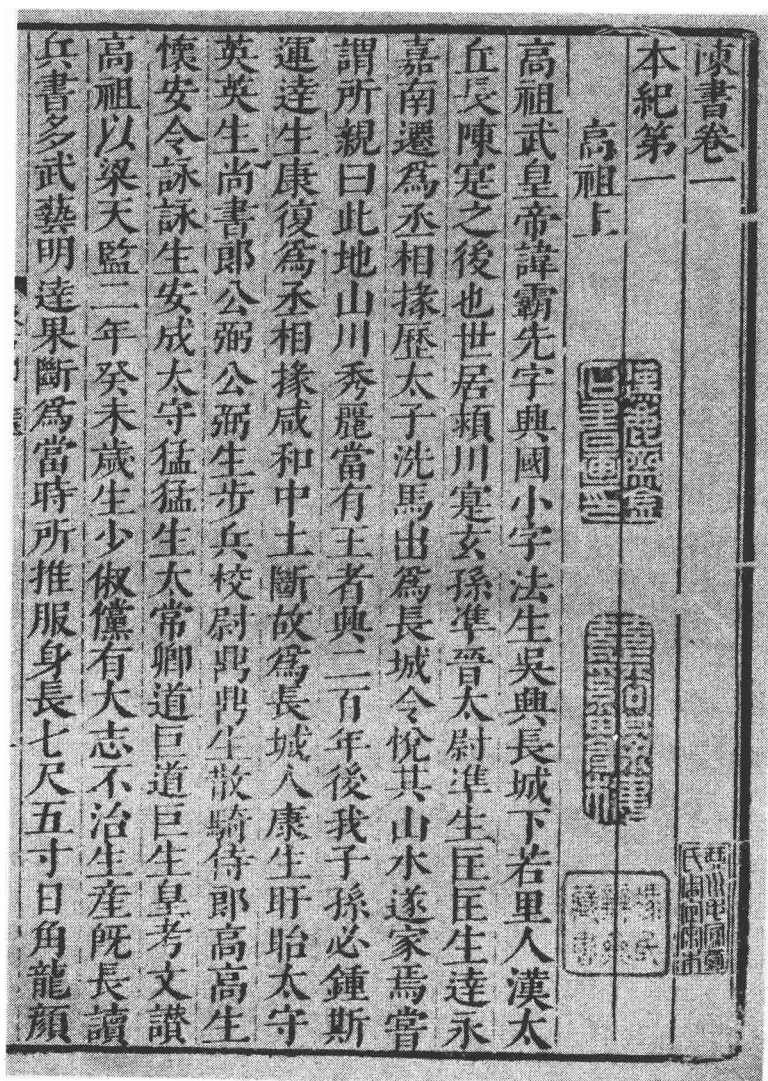 陳書卷一
本紀第一
高祖上
高祖武皇帝諱霸先字興國小字法生吳興長城下若里人漢太
丘長陳寔之後也世居潁川寔玄孫準晉太尉準生匡匡生達永
嘉南遷爲丞相掾歷太子洗馬出爲長城令悅其山水遂家焉嘗
謂所親曰此地山川秀麗當有王者興二百年後我子孫必鍾斯
運達生康復爲丞相掾咸和中土斷故爲長城人康生盱眙太守
英英生尚書郎公弼公弼生步兵校尉鼎鼎生散騎侍郎高高生
懷安令詠詠生安成太守猛猛生太常卿道巨道巨生皇考文讃
高祖以梁天監二年癸未歲生少俶儻有大志不治生産旣長讀
兵書多武藝明達果斷爲當時所推服身長七尺五寸日角龍顔